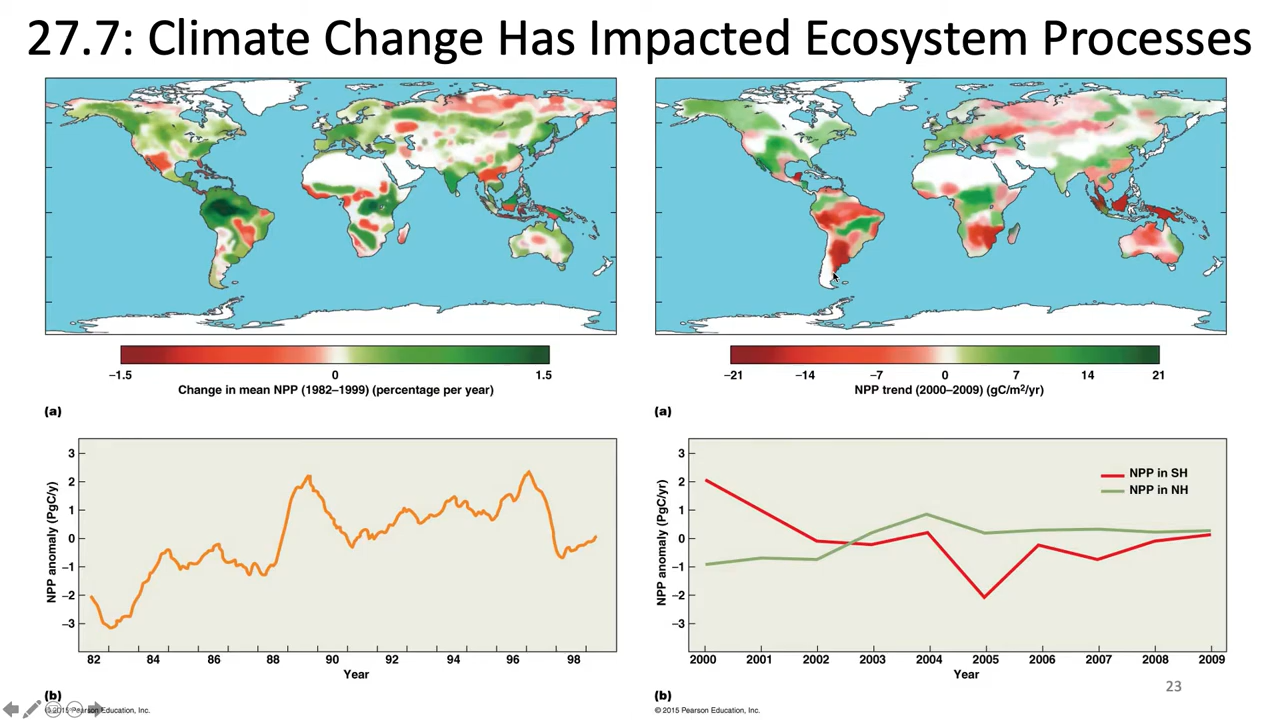 27.7: Climate Change Has Impacted Ecosystem Processes
−1.5 0 1.5
Change in mean NPP (1982–1999) (percentage per year)
(a)
−21 −14 −7 0 7 14 21
NPP trend (2000–2009) (gC/m²/yr)
(a)
NPP anomaly (PgC/y)
3
2
1
0
−1
−2
−3
82 84 86 88 90 92 94 96 98
Year
(b)
© 2015 Pearson Education, Inc.
NPP anomaly (PgC/yr)
3
2
1
0
−1
−2
−3
NPP in SH
NPP in NH
2000 2001 2002 2003 2004 2005 2006 2007 2008 2009
Year
(b)
© 2015 Pearson Education, Inc.
23